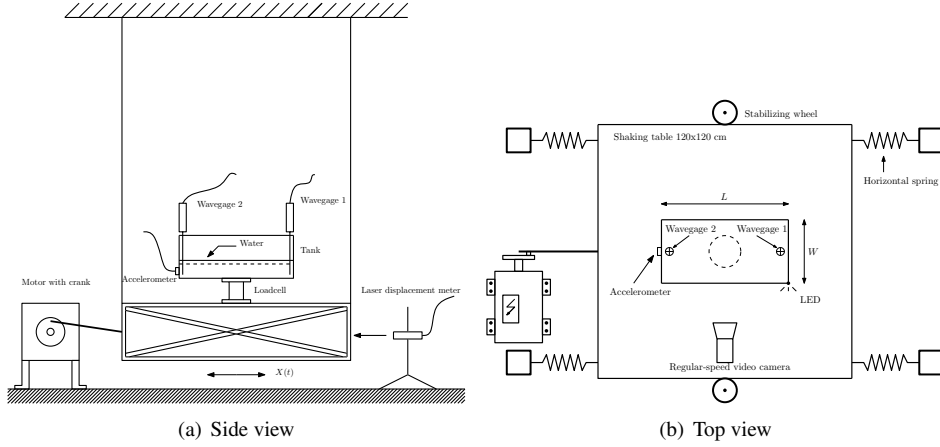 Wavegage 2
Wavegage 1
Water
Tank
Accelerometer
Loadcell
Motor with crank
Laser displacement meter
X(t)
(a) Side view
Stabilizing wheel
Shaking table 120x120 cm
Horizontal spring
L
Wavegage 2
Wavegage 1
W
Accelerometer
LED
Regular-speed video camera
(b) Top view